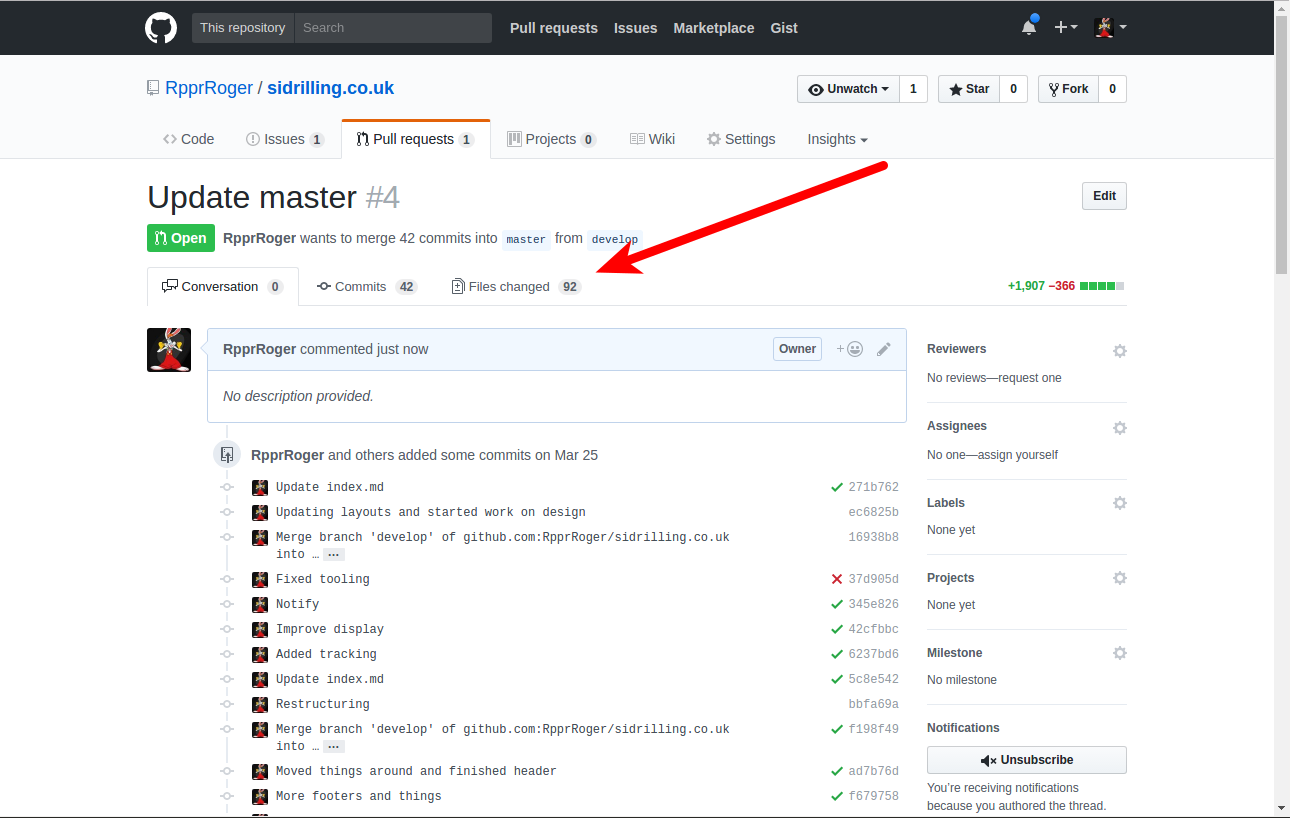 This repository Search Pull requests Issues Marketplace Gist
RpprRoger / sidrilling.co.uk
Unwatch 1 Star 0 Fork 0
Code Issues 1 Pull requests 1 Projects 0 Wiki Settings Insights
Update master #4
Edit
Open RpprRoger wants to merge 42 commits into master from develop
Conversation 0 Commits 42 Files changed 92 +1,907 −366
RpprRoger commented just now Owner +
No description provided.
RpprRoger and others added some commits on Mar 25
Update index.md 271b762
Updating layouts and started work on design ec6825b
Merge branch 'develop' of github.com:RpprRoger/sidrilling.co.uk 16938b8
into … …
Fixed tooling 37d905d
Notify 345e826
Improve display 42cfbbc
Added tracking 6237bd6
Update index.md 5c8e542
Restructuring bbfa69a
Merge branch 'develop' of github.com:RpprRoger/sidrilling.co.uk f198f49
into … …
Moved things around and finished header ad7b76d
More footers and things f679758
Reviewers
No reviews—request one
Assignees
No one—assign yourself
Labels
None yet
Projects
None yet
Milestone
No milestone
Notifications
Unsubscribe
You're receiving notifications
because you authored the thread.